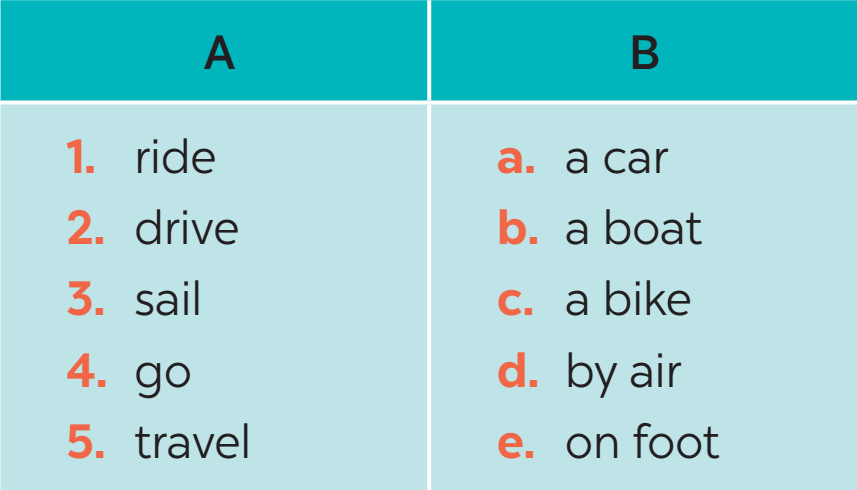 A B
1. ride a. a car
2. drive b. a boat
3. sail c. a bike
4. go d. by air
5. travel e. on foot